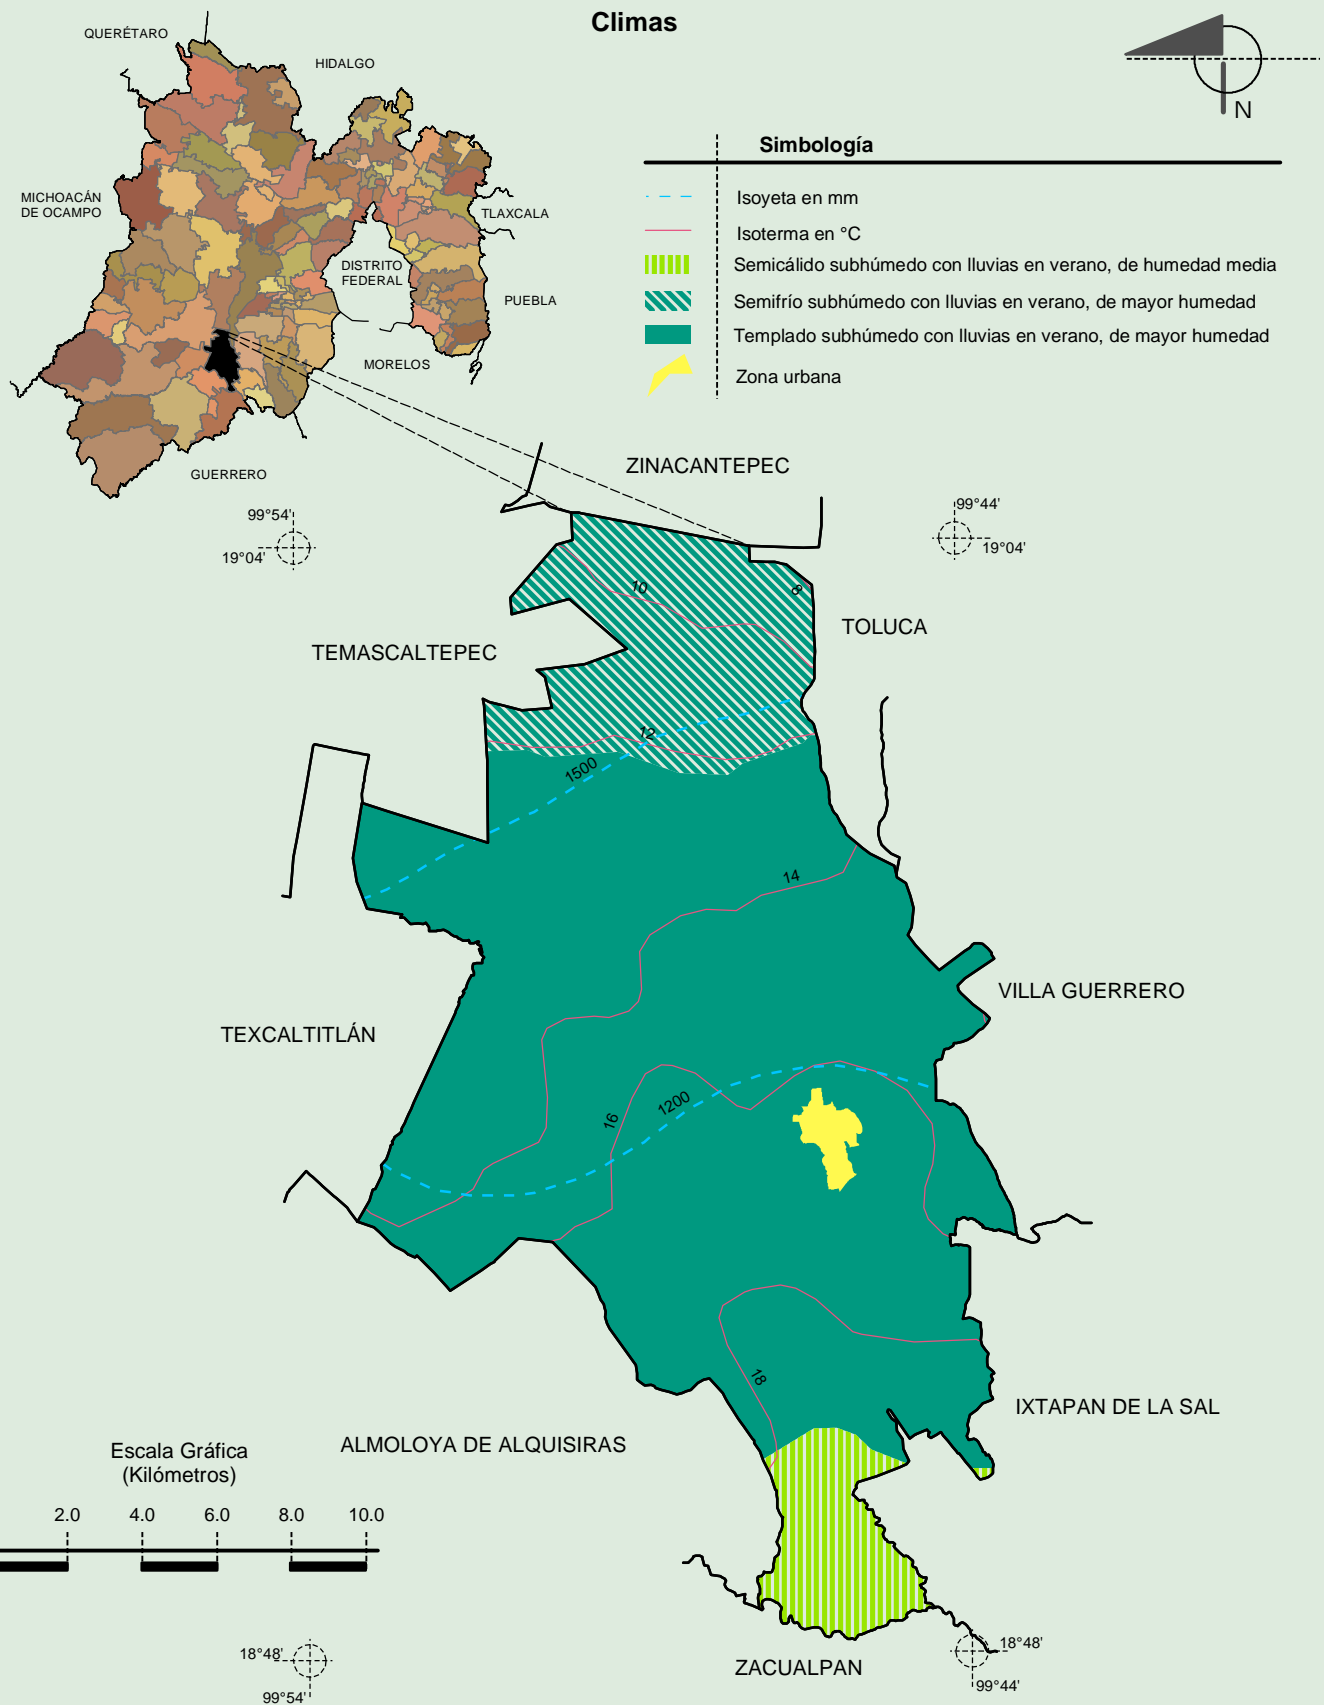 Climas
QUERÉTARO
HIDALGO
MICHOACÁN
DE OCAMPO
TLAXCALA
DISTRITO
FEDERAL
PUEBLA
MORELOS
GUERRERO
N
Simbología
Isoyeta en mm
Isoterma en °C
Semicálido subhúmedo con lluvias en verano, de humedad media
Semifrío subhúmedo con lluvias en verano, de mayor humedad
Templado subhúmedo con lluvias en verano, de mayor humedad
Zona urbana
ZINACANTEPEC
99°54'
19°04'
99°44'
19°04'
10
8
TOLUCA
TEMASCALTEPEC
12
1500
14
VILLA GUERRERO
TEXCALTITLÁN
1200
16
18
IXTAPAN DE LA SAL
ALMOLOYA DE ALQUISIRAS
Escala Gráfica
(Kilómetros)
2.0 4.0 6.0 8.0 10.0
18°48'
99°54'
ZACUALPAN
18°48'
99°44'